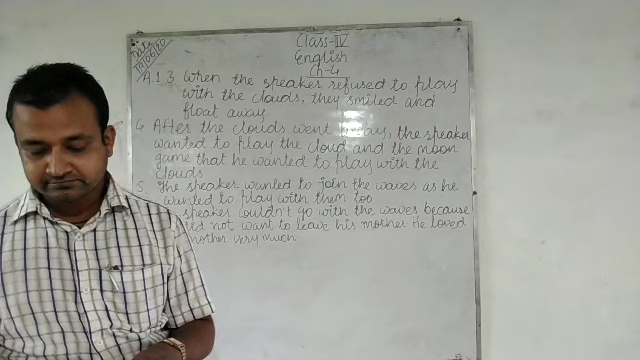 Date
19/06/20
Class-IV
English
Ch-4
A.1.3 When the speaker refused to play
with the clouds, they smiled and
float away
4 After the clouds went away, the speaker
wanted to play the cloud and the moon
game that he wanted to play with the
clouds
5. The speaker wanted to join the waves as he
wanted to play with them too
speaker couldn't go with the waves because
not want to leave his mother He loved
mother very much